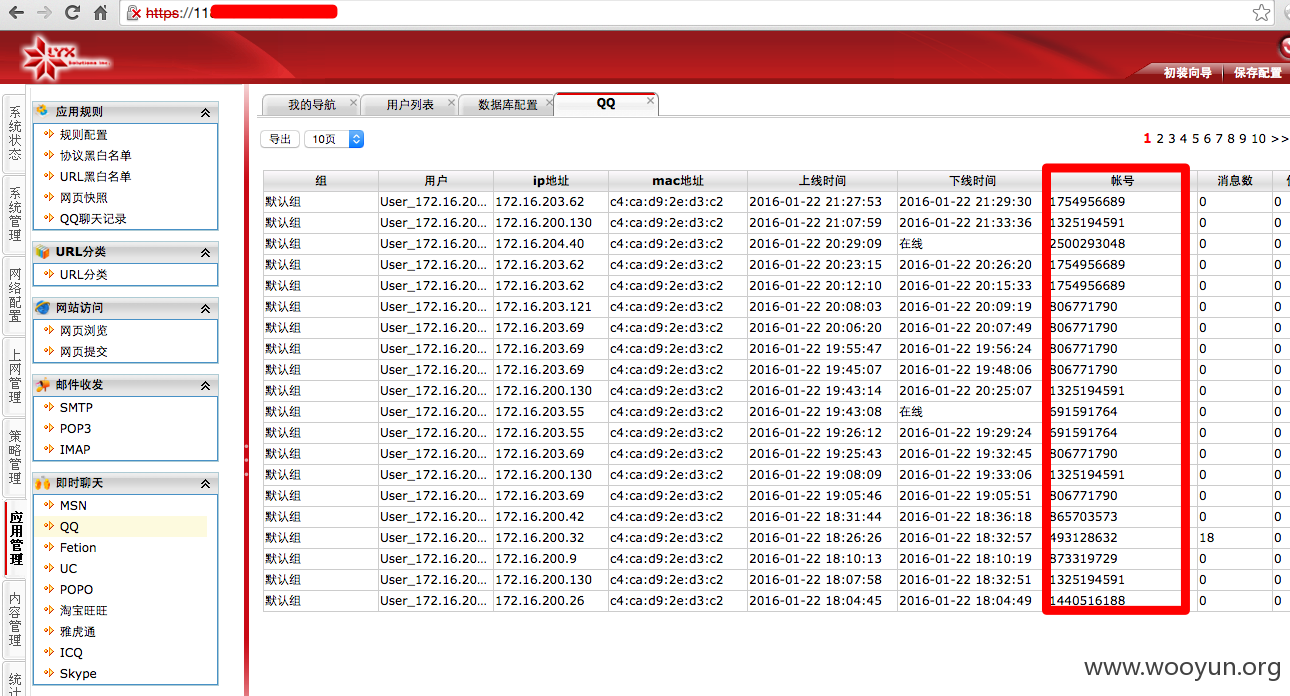 https://11
LYX
Solutions Inc.
初装向导 保存配置
系统状态
系统管理
网络配置
上网管理
策略管理
应用管理
内容管理
应用规则
规则配置
协议黑白名单
URL黑白名单
网页快照
QQ聊天记录
URL分类
URL分类
网站访问
网页浏览
网页提交
邮件收发
SMTP
POP3
IMAP
即时聊天
MSN
QQ
Fetion
UC
POPO
淘宝旺旺
雅虎通
ICQ
Skype
我的导航 用户列表 数据库配置 QQ
导出 10页 1 2 3 4 5 6 7 8 9 10 >>
组 用户 ip地址 mac地址 上线时间 下线时间 帐号 消息数
默认组 User_172.16.20... 172.16.203.62 c4:ca:d9:2e:d3:c2 2016-01-22 21:27:53 2016-01-22 21:29:30 1754956689 0 0
默认组 User_172.16.20... 172.16.200.130 c4:ca:d9:2e:d3:c2 2016-01-22 21:07:59 2016-01-22 21:33:36 1325194591 0 0
默认组 User_172.16.20... 172.16.204.40 c4:ca:d9:2e:d3:c2 2016-01-22 20:29:09 在线 2500293048 0 0
默认组 User_172.16.20... 172.16.203.62 c4:ca:d9:2e:d3:c2 2016-01-22 20:23:15 2016-01-22 20:26:20 1754956689 0 0
默认组 User_172.16.20... 172.16.203.62 c4:ca:d9:2e:d3:c2 2016-01-22 20:12:10 2016-01-22 20:15:33 1754956689 0 0
默认组 User_172.16.20... 172.16.203.121 c4:ca:d9:2e:d3:c2 2016-01-22 20:08:03 2016-01-22 20:09:19 806771790 0 0
默认组 User_172.16.20... 172.16.203.69 c4:ca:d9:2e:d3:c2 2016-01-22 20:06:20 2016-01-22 20:07:49 806771790 0 0
默认组 User_172.16.20... 172.16.203.69 c4:ca:d9:2e:d3:c2 2016-01-22 19:55:47 2016-01-22 19:56:24 806771790 0 0
默认组 User_172.16.20... 172.16.203.69 c4:ca:d9:2e:d3:c2 2016-01-22 19:45:07 2016-01-22 19:48:06 806771790 0 0
默认组 User_172.16.20... 172.16.200.130 c4:ca:d9:2e:d3:c2 2016-01-22 19:43:14 2016-01-22 20:25:07 1325194591 0 0
默认组 User_172.16.20... 172.16.203.55 c4:ca:d9:2e:d3:c2 2016-01-22 19:43:08 在线 691591764 0 0
默认组 User_172.16.20... 172.16.203.55 c4:ca:d9:2e:d3:c2 2016-01-22 19:26:12 2016-01-22 19:29:24 691591764 0 0
默认组 User_172.16.20... 172.16.203.69 c4:ca:d9:2e:d3:c2 2016-01-22 19:25:43 2016-01-22 19:32:45 806771790 0 0
默认组 User_172.16.20... 172.16.200.130 c4:ca:d9:2e:d3:c2 2016-01-22 19:08:09 2016-01-22 19:33:06 1325194591 0 0
默认组 User_172.16.20... 172.16.203.69 c4:ca:d9:2e:d3:c2 2016-01-22 19:05:46 2016-01-22 19:05:51 806771790 0 0
默认组 User_172.16.20... 172.16.200.42 c4:ca:d9:2e:d3:c2 2016-01-22 18:31:44 2016-01-22 18:36:18 865703573 0 0
默认组 User_172.16.20... 172.16.200.32 c4:ca:d9:2e:d3:c2 2016-01-22 18:26:26 2016-01-22 18:32:57 493128632 18 0
默认组 User_172.16.20... 172.16.200.9 c4:ca:d9:2e:d3:c2 2016-01-22 18:10:13 2016-01-22 18:10:19 873319729 0 0
默认组 User_172.16.20... 172.16.200.130 c4:ca:d9:2e:d3:c2 2016-01-22 18:07:58 2016-01-22 18:32:51 1325194591 0 0
默认组 User_172.16.20... 172.16.200.26 c4:ca:d9:2e:d3:c2 2016-01-22 18:04:45 2016-01-22 18:04:49 1440516188 0 0
www.wooyun.org